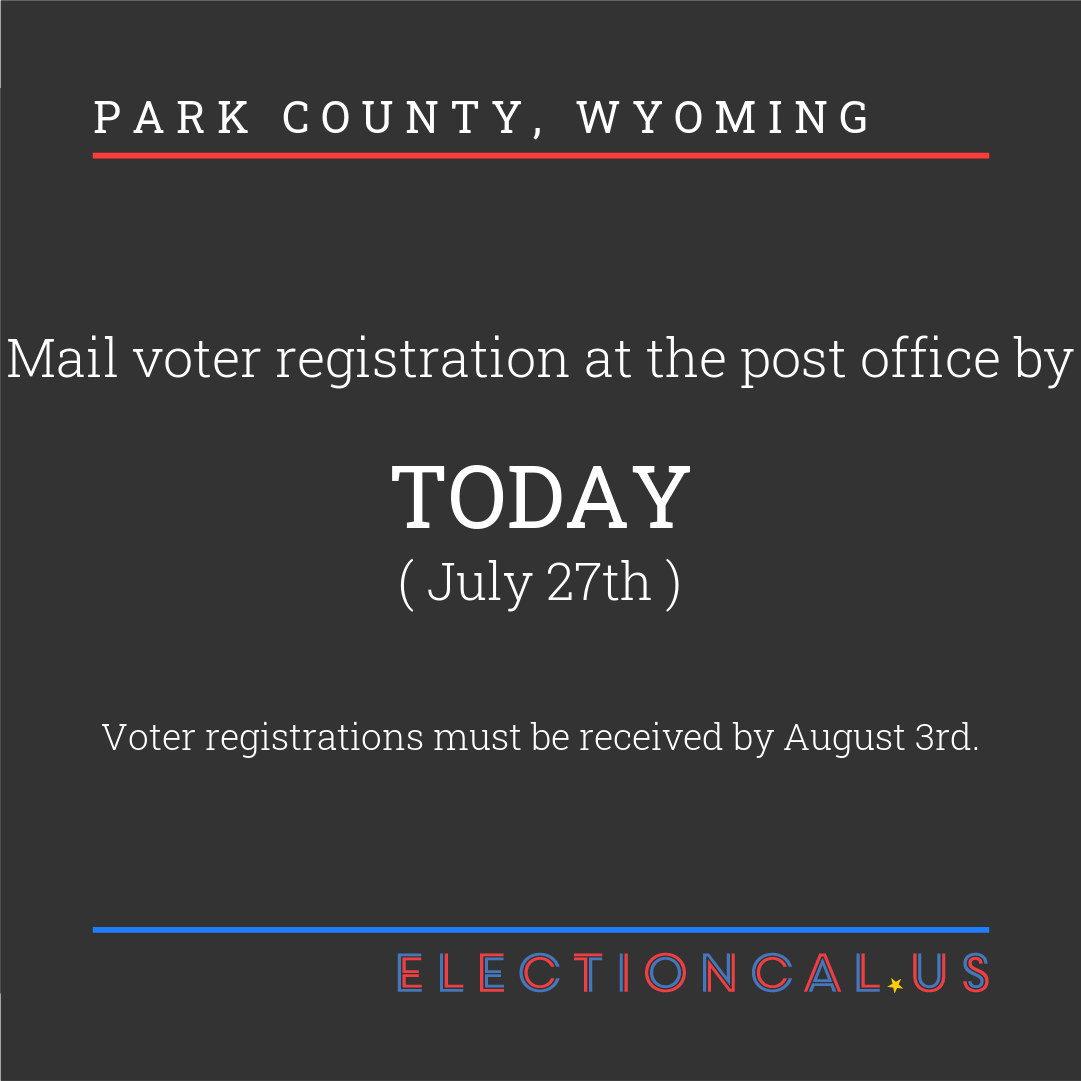 PARK COUNTY, WYOMING
Mail voter registration at the post office by
TODAY
( July 27th )
Voter registrations must be received by August 3rd.
ELECTIONCAL.US